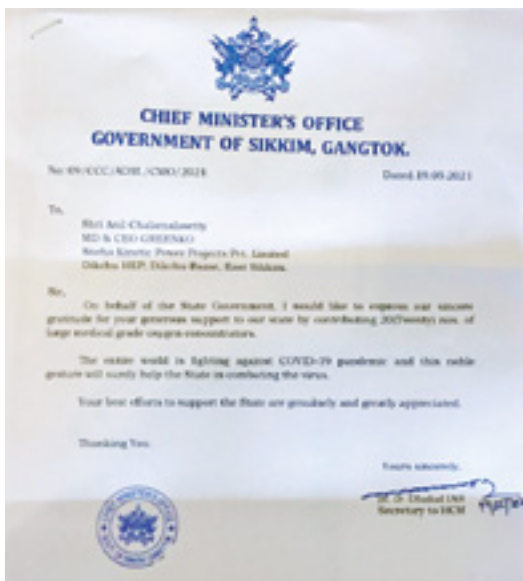 CHIEF MINISTER'S OFFICE
GOVERNMENT OF SIKKIM, GANGTOK.
To,
Shri Anil Chalamalasetty
MD & CEO GREENKO
Sneha Kinetic Power Projects Pvt. Limited
Dikchu HEP, Dikchu Bazar, East Sikkim.
Sir,
On behalf of the State Government, I would like to express our sincere
gratitude for your generous support to our state by contributing 20(Twenty) nos. of
large medical grade oxygen concentrators.
The entire world is fighting against COVID-19 pandemic and this noble
gesture will surely help the State in combating the virus.
Your best efforts to support the State are genuinely and greatly appreciated.
Thanking You.
Yours sincerely,
Secretary to HCM